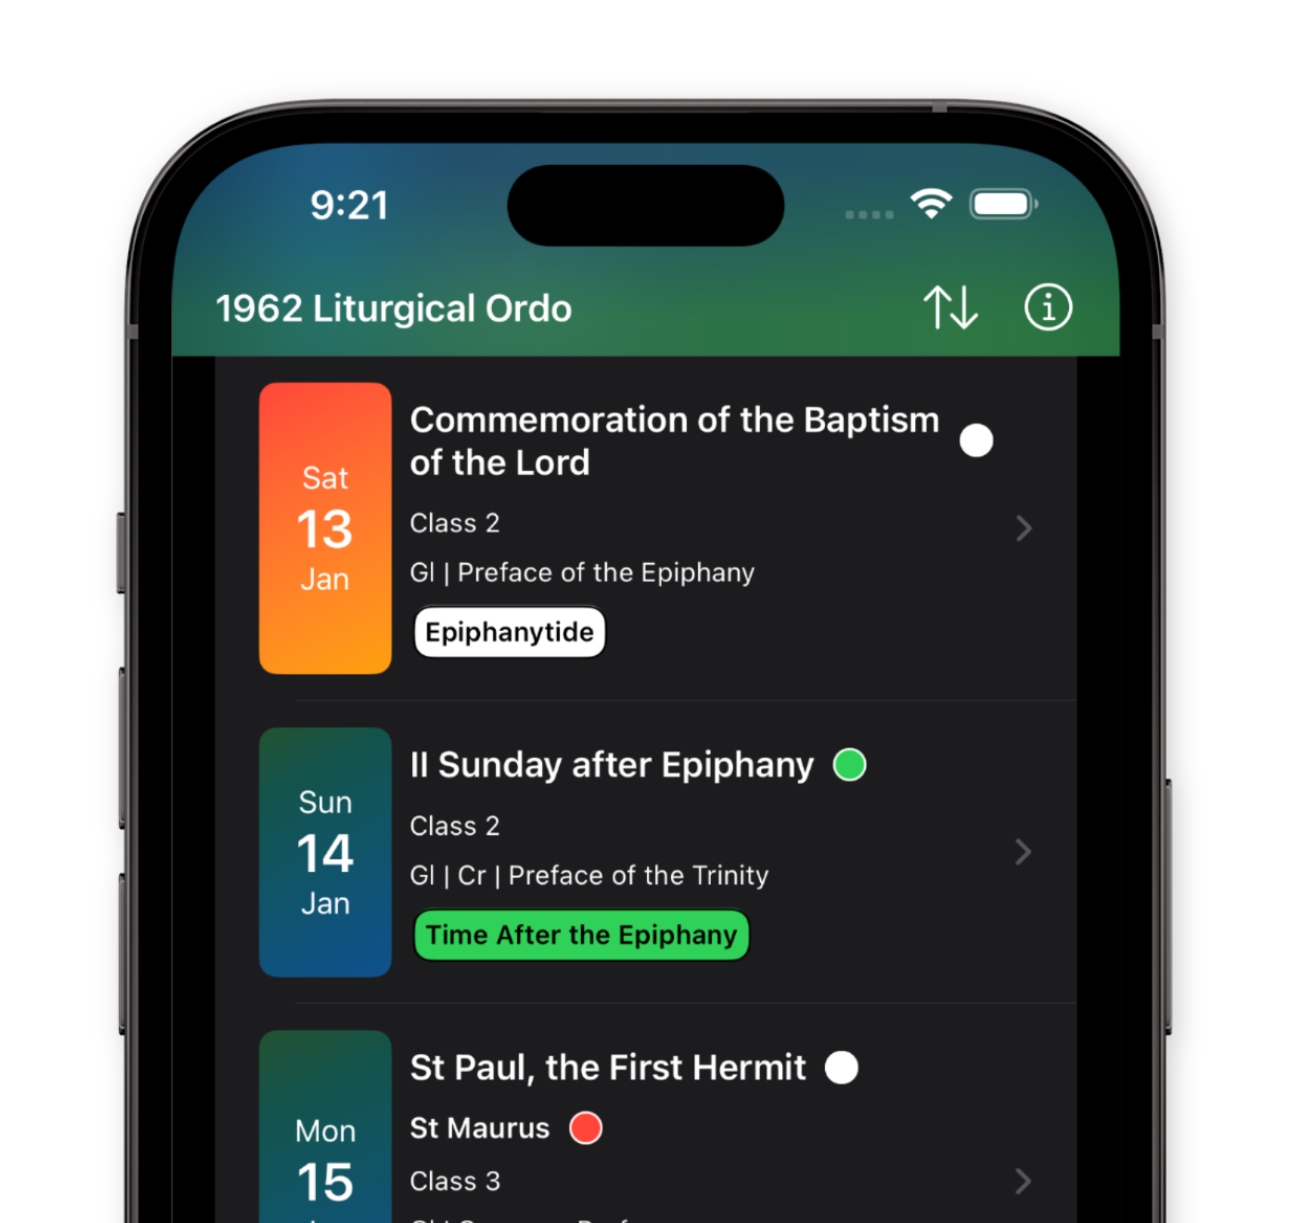 9:21
1962 Liturgical Ordo
Sat
13
Jan
Commemoration of the Baptism
of the Lord
Class 2
Gl | Preface of the Epiphany
Epiphanytide
Sun
14
Jan
II Sunday after Epiphany
Class 2
Gl | Cr | Preface of the Trinity
Time After the Epiphany
Mon
15
St Paul, the First Hermit
St Maurus
Class 3